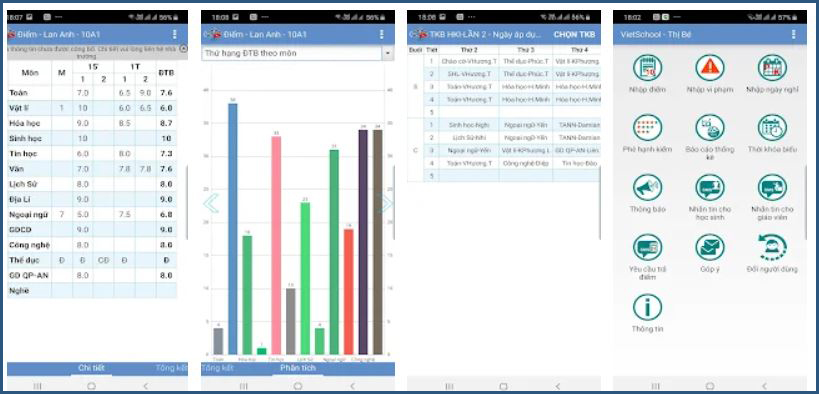 18:07 56%
Điểm - Lan Anh - 10A1
thông tin chưa được công bố. Chi tiết vui lòng liên hệ nhà
trường
Môn M 15' 1T ĐTB
1 2 1 2
Toán 7.0 6.5 9.0 7.6
Vật lí 1 10 6.0 6.5 6.0
Hóa học 9.0 8.5 8.7
Sinh học 10 10
Tin học 6.0 8.0 7.3
Văn 7.0 7.8 7.8 7.6
Lịch Sử 8.0 8.0
Địa Lí 9.0 9.0
Ngoại ngữ 7 5.0 7.5 6.8
GDCD 9.0 9.0
Công nghệ 8.0 8.0
Thể dục Đ Đ CĐ Đ Đ
GD QP-AN 8.0 8.0
Nghề
Chi tiết Tổng kết
18:08 56%
Điểm - Lan Anh - 10A1
Thứ hạng ĐTB theo môn
40 40
35
30 30
25
20 20
15
10 10
5
0 0
4 38 18 1 33 10 23 4 31 19 34 34
Toán Hóa học Tin học Lịch Sử Ngoại ngữ Công nghệ
Tổng kết Phân tích
18:06 56%
TKB HKI-LẦN 2 - Ngày áp dụ... CHỌN TKB
Buổi Tiết Thứ 2 Thứ 3 Thứ 4
S
1 Chào cờ-VHương.T Thể dục-Phúc.T Vật lí-KPhương
2 SHL-VHương.T Thể dục-Phúc.T Vật lí-KPhương
3 Toán-VHương.T Hóa học-H.Minh Hóa học-H.Minh
4 Toán-VHương.T Hóa học-H.Minh Hóa học-H.Minh
5
C
1 Sinh học-Nghị Ngoại ngữ-Yến TANN-Damian
2 Lịch Sử-Nhi Ngoại ngữ-Yến TANN-Damian
3 Ngoại ngữ-Yến Vật lí-KPhương.L GD QP-AN-Liên
4 Toán-VHương.T Công nghệ-Diệp Tin học-Bảo
5
18:02 57%
VietSchool - Thị Bé
Nhập điểm Nhập vi phạm Nhập ngày nghỉ
Phê hạnh kiểm Báo cáo thống kê Thời khóa biểu
Thông báo Nhắn tin cho học sinh Nhắn tin cho giáo viên
Yêu cầu trả điểm Góp ý Đổi người dùng
Thông tin